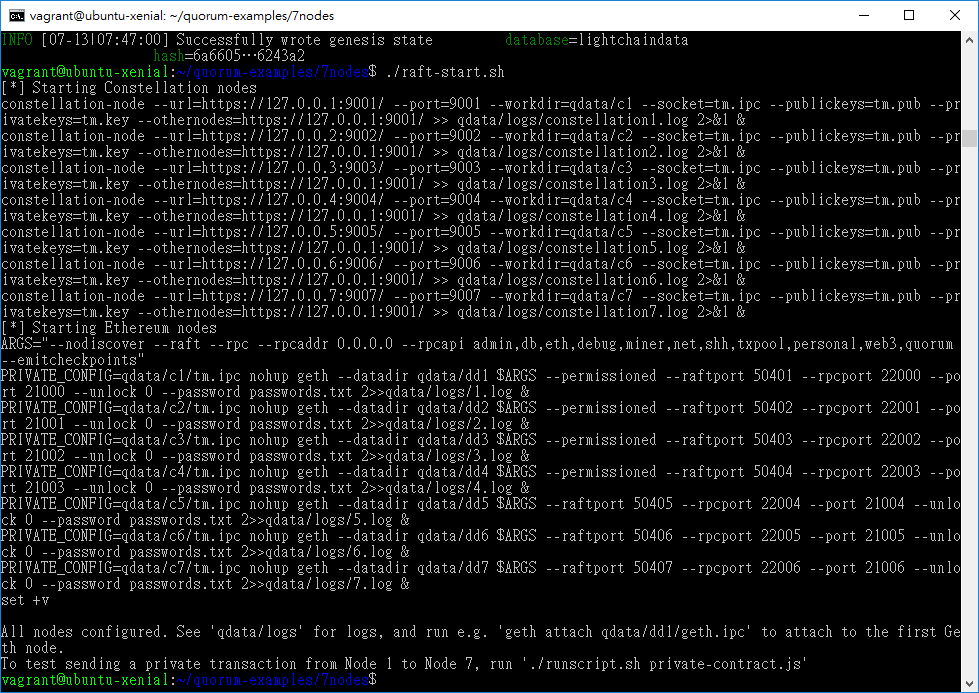 vagrant@ubuntu-xenial: ~/quorum-examples/7nodes
INFO [07-13|07:47:00] Successfully wrote genesis state          database=lightchaindata
                      hash=6a6605…6243a2
vagrant@ubuntu-xenial:~/quorum-examples/7nodes$ ./raft-start.sh
[*] Starting Constellation nodes
constellation-node --url=https://127.0.0.1:9001/ --port=9001 --workdir=qdata/c1 --socket=tm.ipc --publickeys=tm.pub --pr
ivatekeys=tm.key --othernodes=https://127.0.0.1:9001/ >> qdata/logs/constellation1.log 2>&1 &
constellation-node --url=https://127.0.0.2:9002/ --port=9002 --workdir=qdata/c2 --socket=tm.ipc --publickeys=tm.pub --pr
ivatekeys=tm.key --othernodes=https://127.0.0.1:9001/ >> qdata/logs/constellation2.log 2>&1 &
constellation-node --url=https://127.0.0.3:9003/ --port=9003 --workdir=qdata/c3 --socket=tm.ipc --publickeys=tm.pub --pr
ivatekeys=tm.key --othernodes=https://127.0.0.1:9001/ >> qdata/logs/constellation3.log 2>&1 &
constellation-node --url=https://127.0.0.4:9004/ --port=9004 --workdir=qdata/c4 --socket=tm.ipc --publickeys=tm.pub --pr
ivatekeys=tm.key --othernodes=https://127.0.0.1:9001/ >> qdata/logs/constellation4.log 2>&1 &
constellation-node --url=https://127.0.0.5:9005/ --port=9005 --workdir=qdata/c5 --socket=tm.ipc --publickeys=tm.pub --pr
ivatekeys=tm.key --othernodes=https://127.0.0.1:9001/ >> qdata/logs/constellation5.log 2>&1 &
constellation-node --url=https://127.0.0.6:9006/ --port=9006 --workdir=qdata/c6 --socket=tm.ipc --publickeys=tm.pub --pr
ivatekeys=tm.key --othernodes=https://127.0.0.1:9001/ >> qdata/logs/constellation6.log 2>&1 &
constellation-node --url=https://127.0.0.7:9007/ --port=9007 --workdir=qdata/c7 --socket=tm.ipc --publickeys=tm.pub --pr
ivatekeys=tm.key --othernodes=https://127.0.0.1:9001/ >> qdata/logs/constellation7.log 2>&1 &
[*] Starting Ethereum nodes
ARGS="--nodiscover --raft --rpc --rpcaddr 0.0.0.0 --rpcapi admin,db,eth,debug,miner,net,shh,txpool,personal,web3,quorum
--emitcheckpoints"
PRIVATE_CONFIG=qdata/c1/tm.ipc nohup geth --datadir qdata/dd1 $ARGS --permissioned --raftport 50401 --rpcport 22000 --po
rt 21000 --unlock 0 --password passwords.txt 2>>qdata/logs/1.log &
PRIVATE_CONFIG=qdata/c2/tm.ipc nohup geth --datadir qdata/dd2 $ARGS --permissioned --raftport 50402 --rpcport 22001 --po
rt 21001 --unlock 0 --password passwords.txt 2>>qdata/logs/2.log &
PRIVATE_CONFIG=qdata/c3/tm.ipc nohup geth --datadir qdata/dd3 $ARGS --permissioned --raftport 50403 --rpcport 22002 --po
rt 21002 --unlock 0 --password passwords.txt 2>>qdata/logs/3.log &
PRIVATE_CONFIG=qdata/c4/tm.ipc nohup geth --datadir qdata/dd4 $ARGS --permissioned --raftport 50404 --rpcport 22003 --po
rt 21003 --unlock 0 --password passwords.txt 2>>qdata/logs/4.log &
PRIVATE_CONFIG=qdata/c5/tm.ipc nohup geth --datadir qdata/dd5 $ARGS --raftport 50405 --rpcport 22004 --port 21004 --unlo
ck 0 --password passwords.txt 2>>qdata/logs/5.log &
PRIVATE_CONFIG=qdata/c6/tm.ipc nohup geth --datadir qdata/dd6 $ARGS --raftport 50406 --rpcport 22005 --port 21005 --unlo
ck 0 --password passwords.txt 2>>qdata/logs/6.log &
PRIVATE_CONFIG=qdata/c7/tm.ipc nohup geth --datadir qdata/dd7 $ARGS --raftport 50407 --rpcport 22006 --port 21006 --unlo
ck 0 --password passwords.txt 2>>qdata/logs/7.log &
set +v
All nodes configured. See 'qdata/logs' for logs, and run e.g. 'geth attach qdata/dd1/geth.ipc' to attach to the first Ge
th node.
To test sending a private transaction from Node 1 to Node 7, run './runscript.sh private-contract.js'
vagrant@ubuntu-xenial:~/quorum-examples/7nodes$